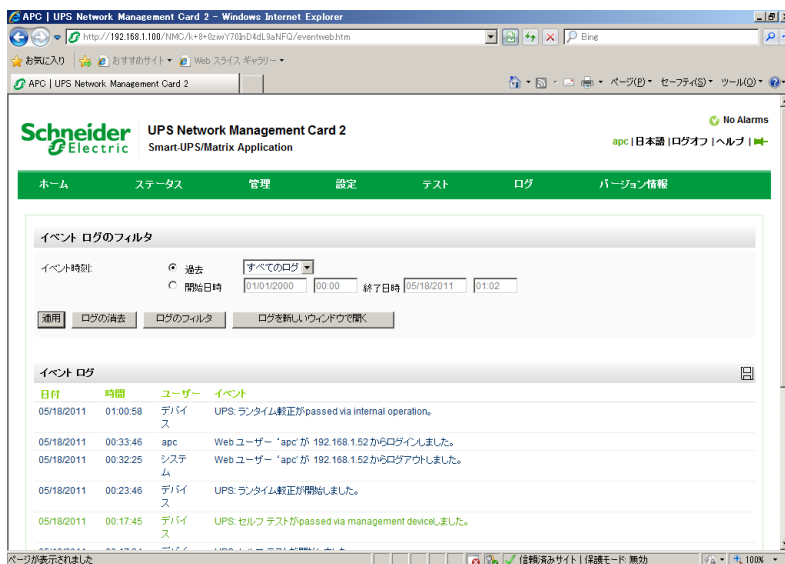 APC | UPS Network Management Card 2 - Windows Internet Explorer
http://192.168.1.100/NMC/k+8+0ziwY70InD4dL9aNFQ/eventweb.htm
Bing
お気に入り おすすめサイト Web スライス ギャラリー
APC | UPS Network Management Card 2
ページ(P) セーフティ(S) ツール(O)
No Alarms
Schneider Electric
UPS Network Management Card 2
Smart-UPS/Matrix Application
apc | 日本語 | ログオフ | ヘルプ |
ホーム ステータス 管理 設定 テスト ログ バージョン情報
イベント ログのフィルタ
イベント時刻: 過去 すべてのログ
開始日時 01/01/2000 00:00 終了日時 05/18/2011 01:02
適用 ログの消去 ログのフィルタ ログを新しいウィンドウで開く
イベント ログ
日付 時間 ユーザー イベント
05/18/2011 01:00:58 デバイス UPS: ランタイム較正がpassed via internal operation。
05/18/2011 00:33:46 apc Web ユーザー 'apc' が 192.168.1.52 からログインしました。
05/18/2011 00:32:25 システム Web ユーザー 'apc' が 192.168.1.52 からログアウトしました。
05/18/2011 00:23:46 デバイス UPS: ランタイム較正が開始しました。
05/18/2011 00:17:45 デバイス UPS: セルフ テストがpassed via management deviceしました。
ページが表示されました 信頼済みサイト | 保護モード: 無効 100%